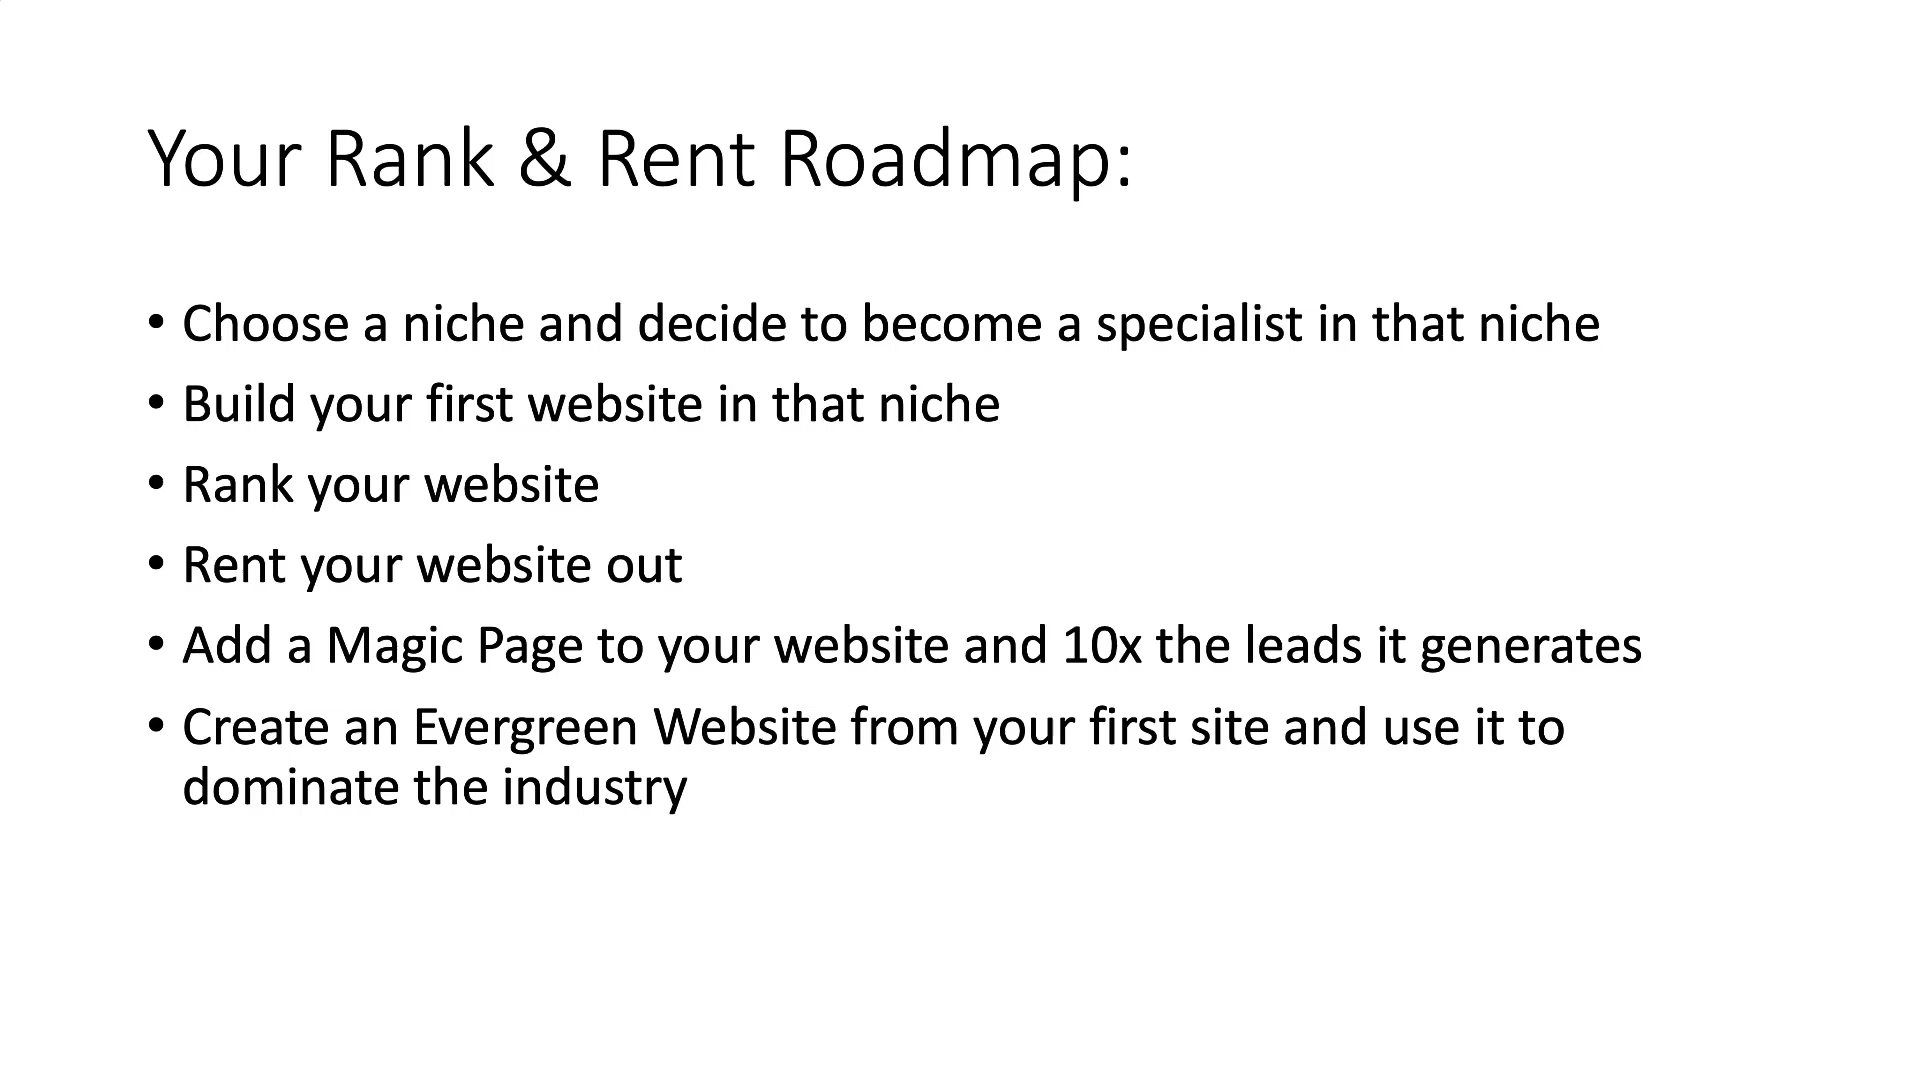 Your Rank & Rent Roadmap:
• Choose a niche and decide to become a specialist in that niche
• Build your first website in that niche
• Rank your website
• Rent your website out
• Add a Magic Page to your website and 10x the leads it generates
• Create an Evergreen Website from your first site and use it to
dominate the industry